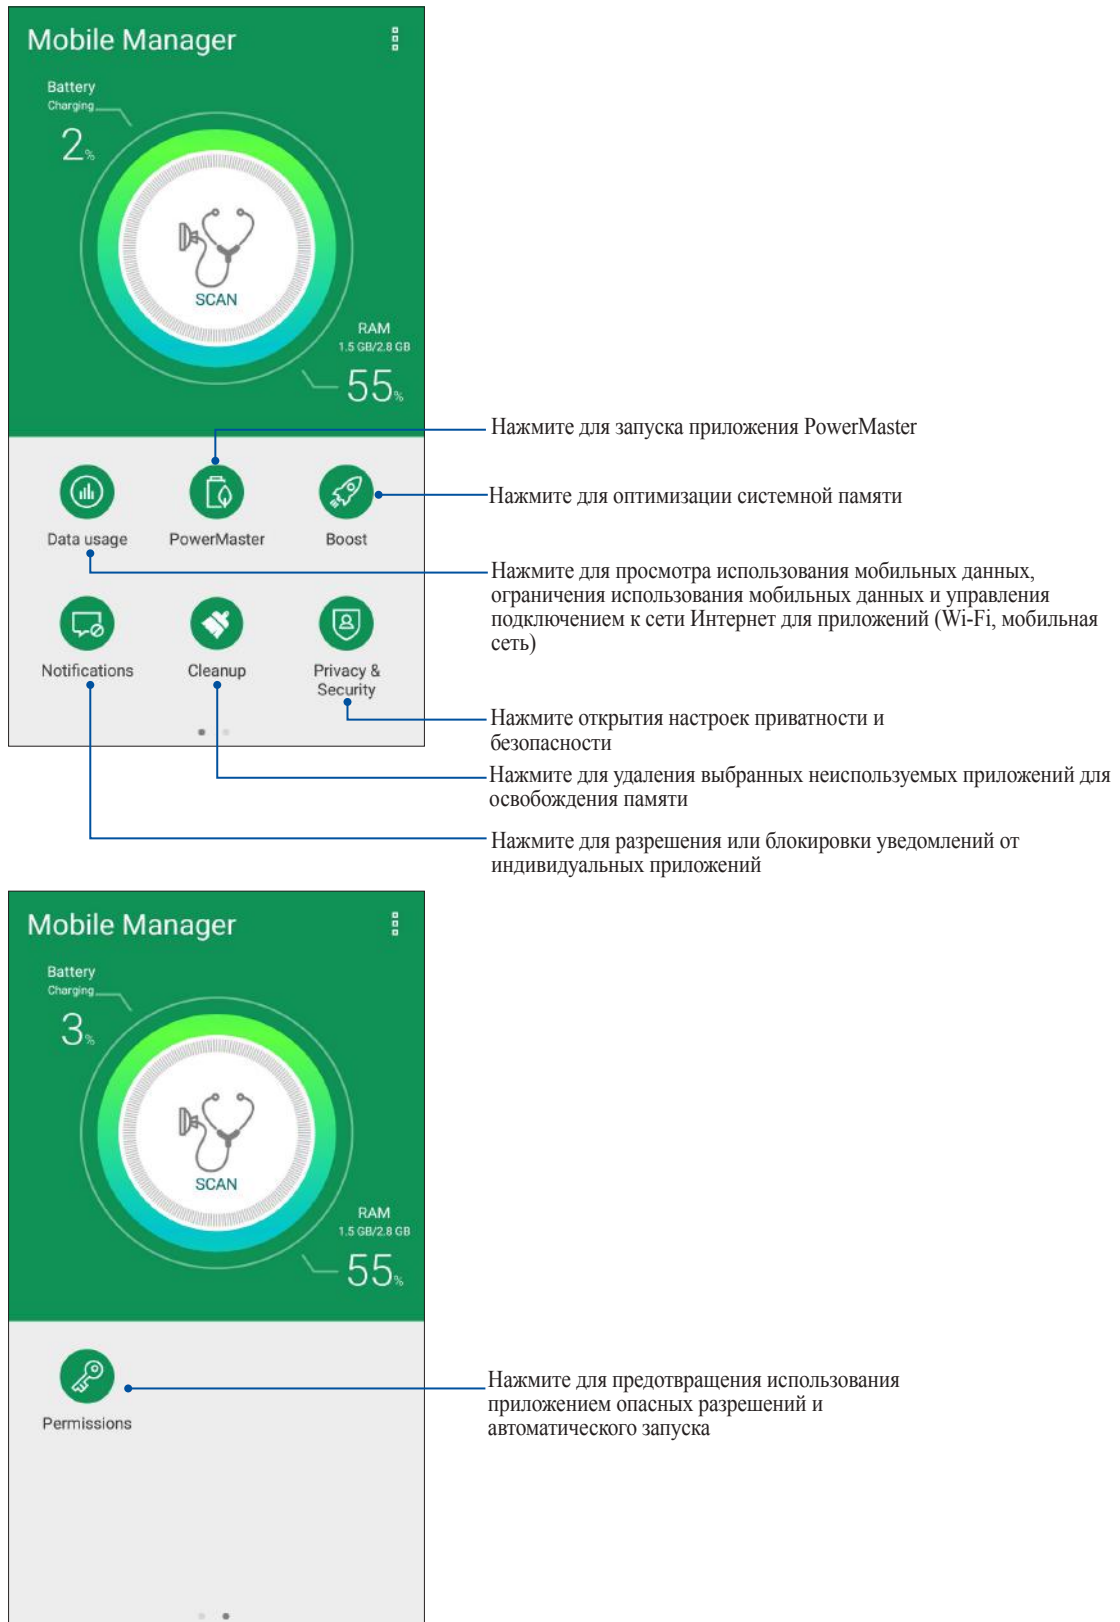 Mobile Manager
Battery
Charging
2%
SCAN
RAM
1.5 GB/2.8 GB
55%
Нажмите для запуска приложения PowerMaster
Нажмите для оптимизации системной памяти
Data usage
PowerMaster
Boost
Нажмите для просмотра использования мобильных данных,
ограничения использования мобильных данных и управления
подключением к сети Интернет для приложений (Wi-Fi, мобильная
сеть)
Notifications
Cleanup
Privacy &
Security
Нажмите открытия настроек приватности и
безопасности
Нажмите для удаления выбранных неиспользуемых приложений для
освобождения памяти
Нажмите для разрешения или блокировки уведомлений от
индивидуальных приложений
Mobile Manager
Battery
Charging
3%
SCAN
RAM
1.5 GB/2.8 GB
55%
Нажмите для предотвращения использования
приложением опасных разрешений и
автоматического запуска
Permissions